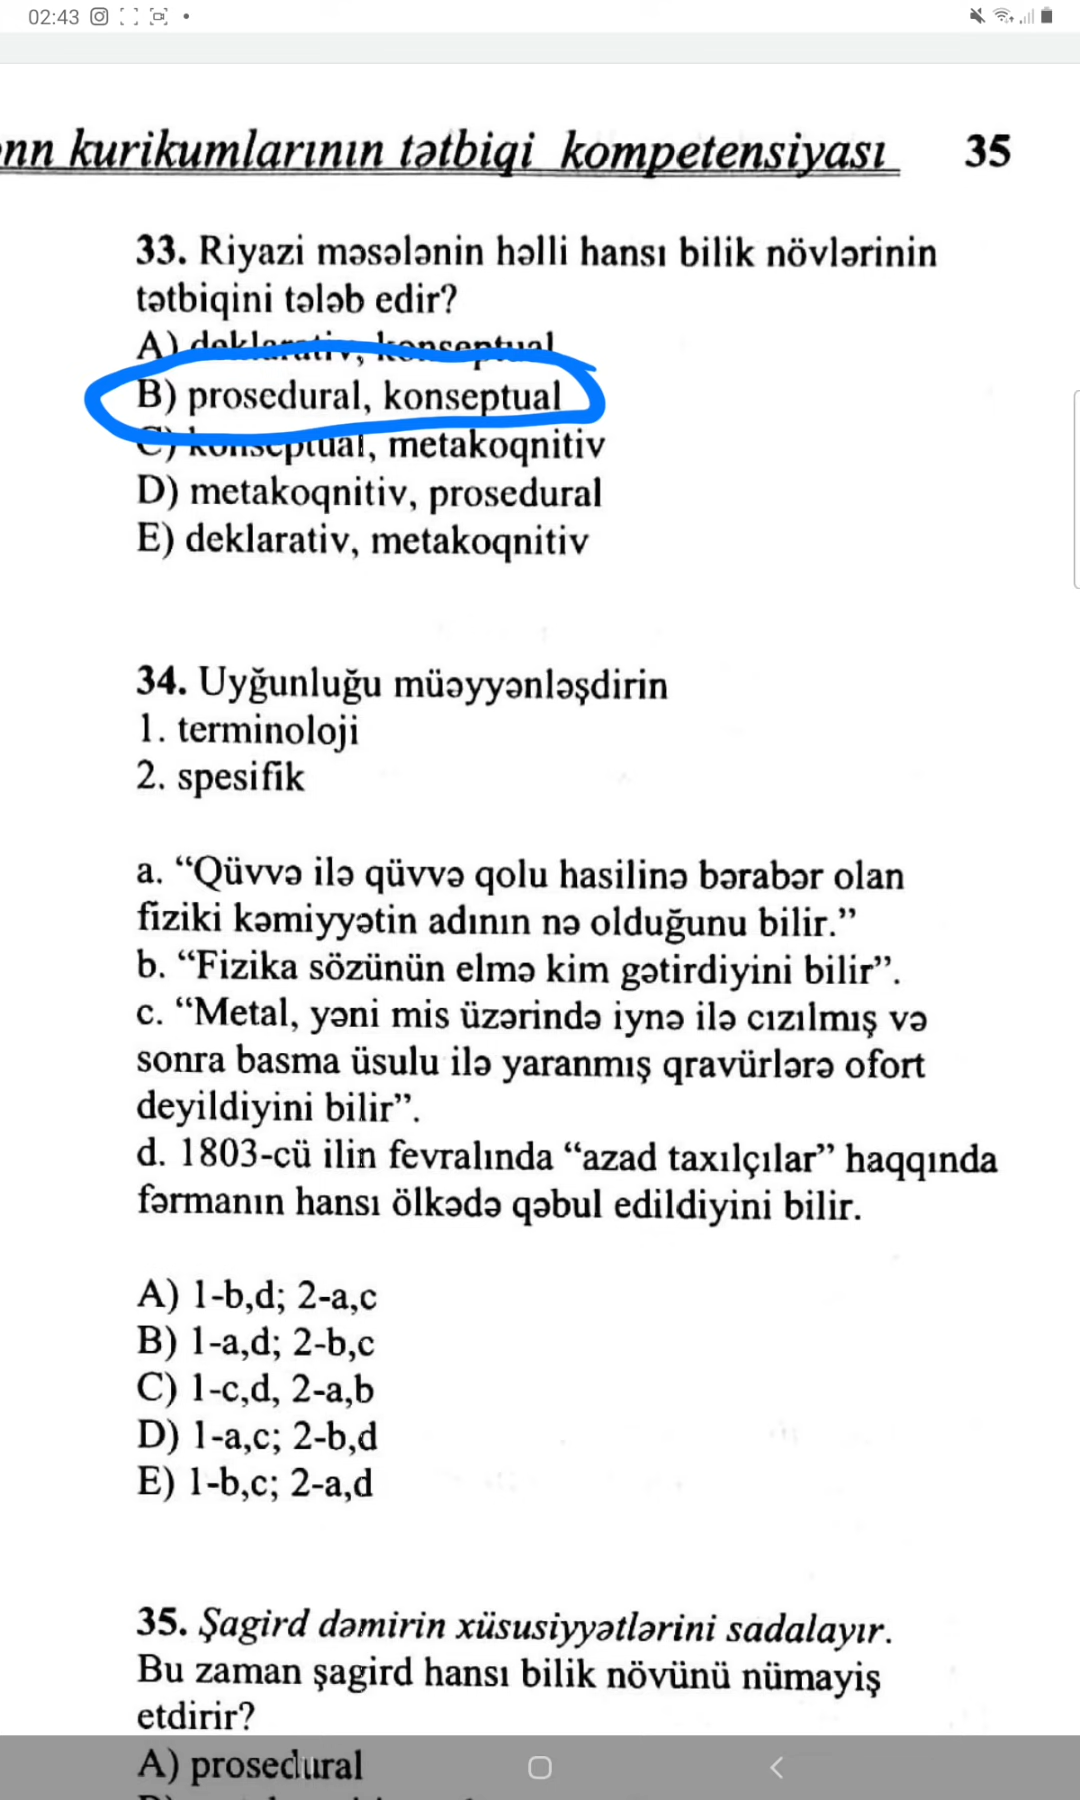 02:43
nn kurikumlarının tətbiqi kompetensiyası 35
33. Riyazi məsələnin həlli hansı bilik növlərinin
tətbiqini tələb edir?
A) deklarativ, konseptual
B) prosedural, konseptual
C) konseptual, metakoqnitiv
D) metakoqnitiv, prosedural
E) deklarativ, metakoqnitiv
34. Uyğunluğu müəyyənləşdirin
1. terminoloji
2. spesifik
a. “Qüvvə ilə qüvvə qolu hasilinə bərabər olan
fiziki kəmiyyətin adının nə olduğunu bilir.”
b. “Fizika sözünün elmə kim gətirdiyini bilir”.
c. “Metal, yəni mis üzərində iynə ilə cızılmış və
sonra basma üsulu ilə yaranmış qravürlərə ofort
deyildiyini bilir”.
d. 1803-cü ilin fevralında “azad taxılçılar” haqqında
fərmanın hansı ölkədə qəbul edildiyini bilir.
A) 1-b,d; 2-a,c
B) 1-a,d; 2-b,c
C) 1-c,d, 2-a,b
D) 1-a,c; 2-b,d
E) 1-b,c; 2-a,d
35. Şagird dəmirin xüsusiyyətlərini sadalayır.
Bu zaman şagird hansı bilik növünü nümayiş
etdirir?
A) prosedural